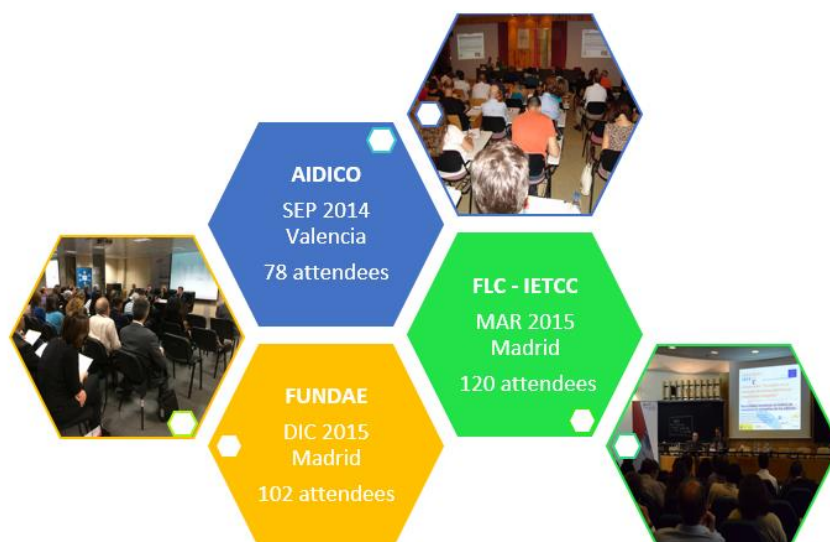 AIDICO
SEP 2014
Valencia
78 attendees
FLC - IETCC
MAR 2015
Madrid
120 attendees
FUNDAE
DIC 2015
Madrid
102 attendees